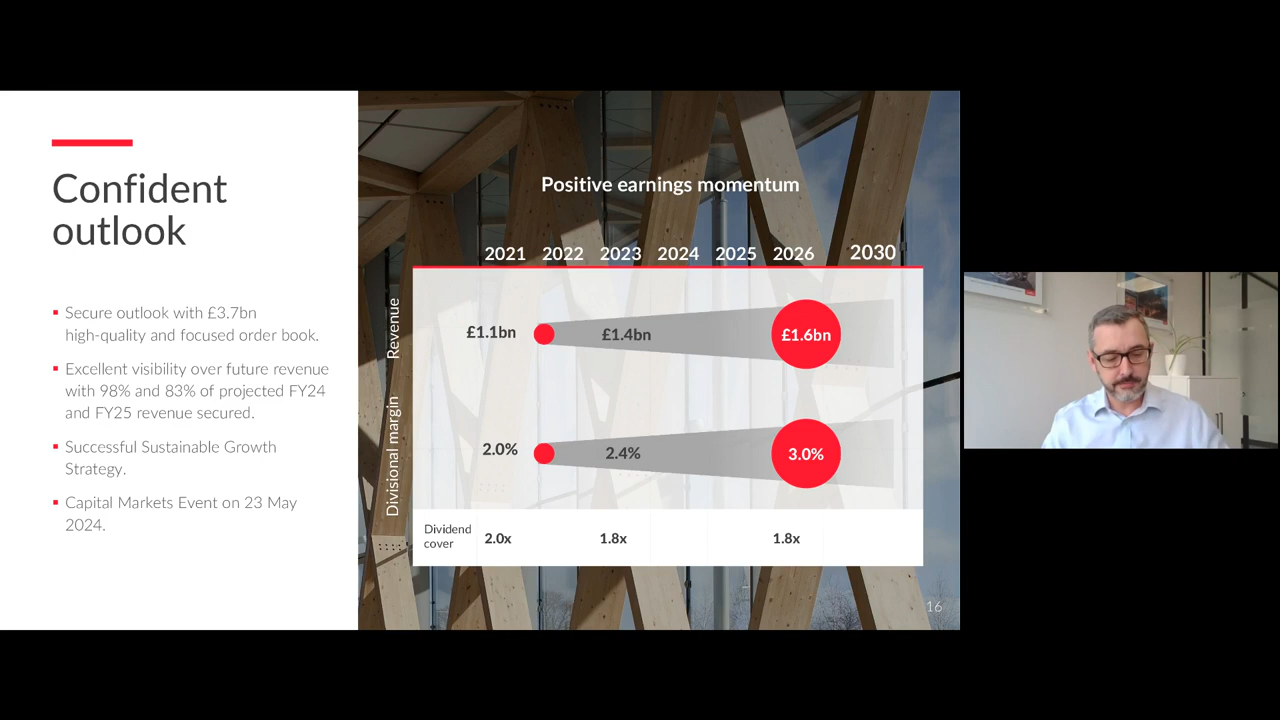 Confident
outlook
Secure outlook with £3.7bn
high-quality and focused order book.
Excellent visibility over future revenue
with 98% and 83% of projected FY24
and FY25 revenue secured.
Successful Sustainable Growth
Strategy.
Capital Markets Event on 23 May
2024.
Positive earnings momentum
2021 2022 2023 2024 2025 2026 2030
Revenue
£1.1bn £1.4bn £1.6bn
Divisional margin
2.0% 2.4% 3.0%
Dividend
cover
2.0x 1.8x 1.8x
16